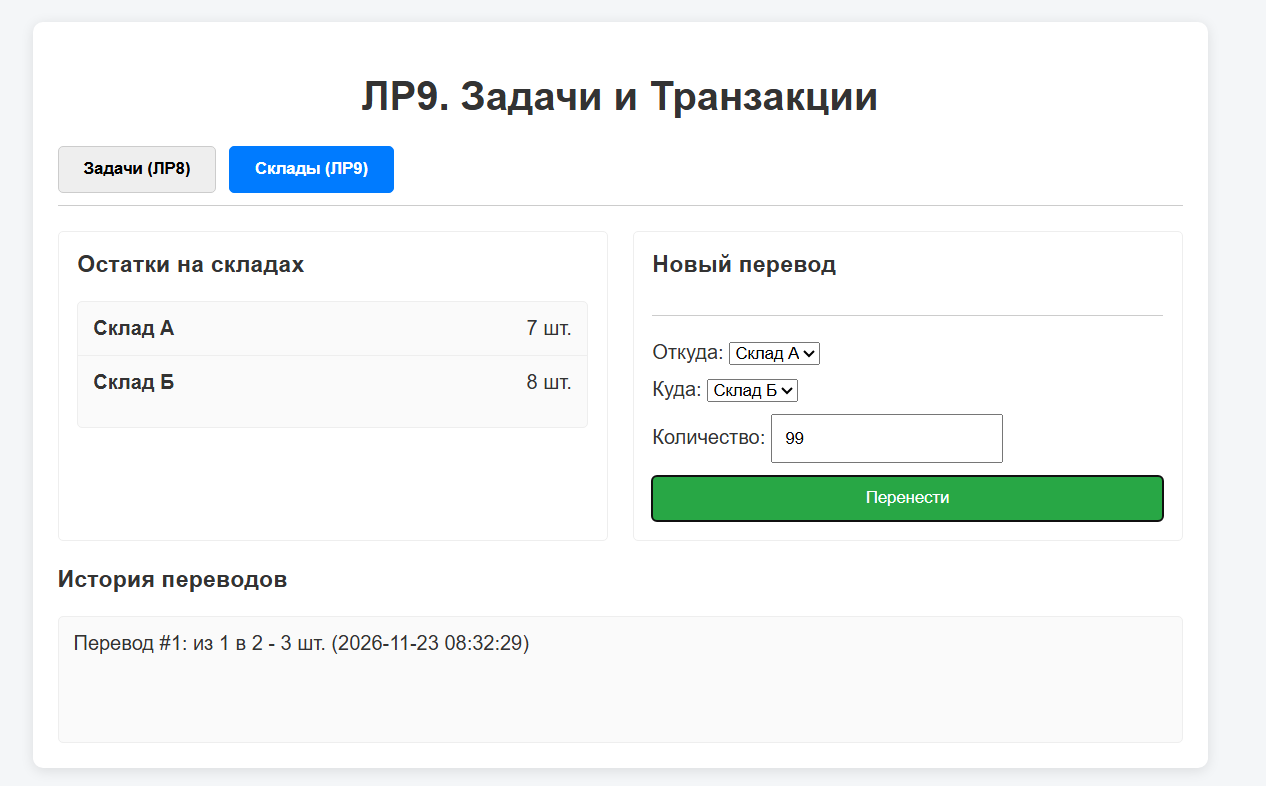 ЛР9. Задачи и Транзакции
Задачи (ЛР8)
Склады (ЛР9)
Остатки на складах
Склад А 7 шт.
Склад Б 8 шт.
Новый перевод
Откуда: Склад А
Куда: Склад Б
Количество: 99
Перенести
История переводов
Перевод #1: из 1 в 2 - 3 шт. (2026-11-23 08:32:29)